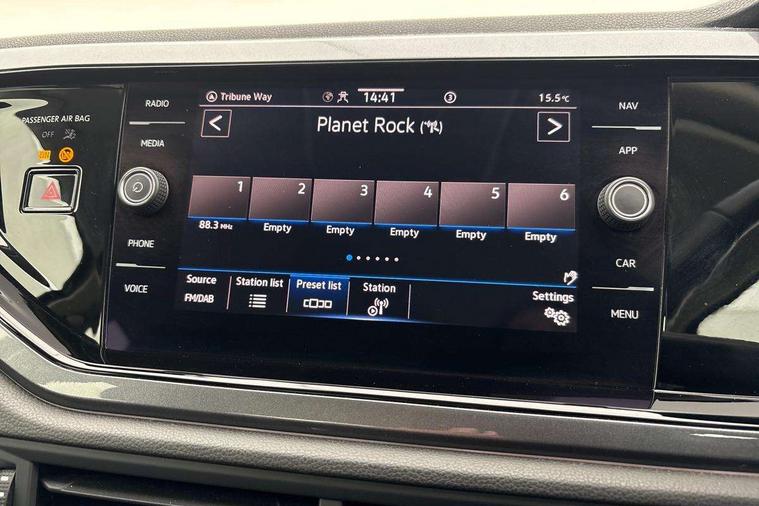 PASSENGER AIR BAG
OFF
RADIO
MEDIA
PHONE
VOICE
A Tribune Way
14:41
3
15.5°C
Planet Rock
1
2
3
4
5
6
88.3 MHz
Empty
Empty
Empty
Empty
Empty
Source
FM/DAB
Station list
Preset list
Station
Settings
NAV
APP
CAR
MENU